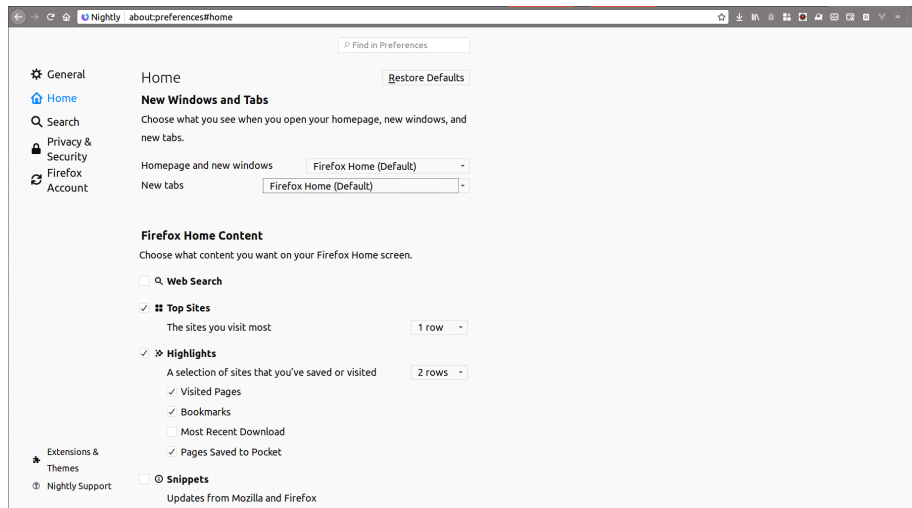 Nightly about:preferences#home
Find in Preferences
General
Home
Search
Privacy &
Security
Firefox
Account
Extensions &
Themes
Nightly Support
Home
Restore Defaults
New Windows and Tabs
Choose what you see when you open your homepage, new windows, and
new tabs.
Homepage and new windows Firefox Home (Default)
New tabs Firefox Home (Default)
Firefox Home Content
Choose what content you want on your Firefox Home screen.
Web Search
Top Sites
The sites you visit most 1 row
Highlights
A selection of sites that you've saved or visited 2 rows
Visited Pages
Bookmarks
Most Recent Download
Pages Saved to Pocket
Snippets
Updates from Mozilla and Firefox